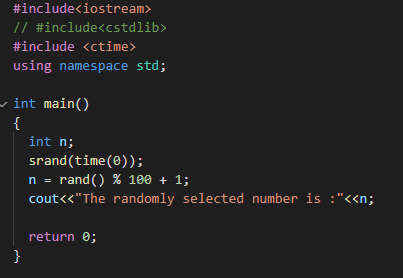 #include<iostream>
// #include<cstdlib>
#include <ctime>
using namespace std;
int main()
{
int n;
srand(time(0));
n = rand() % 100 + 1;
cout<<"The randomly selected number is :"<<n;
return 0;
}